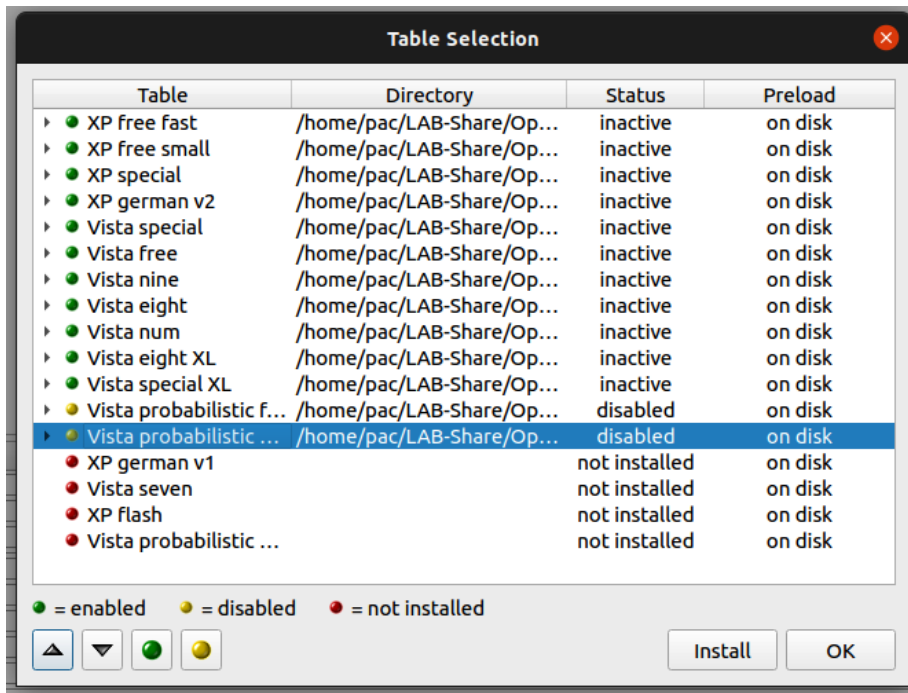 Table Selection
Table Directory Status Preload
XP free fast /home/pac/LAB-Share/Op... inactive on disk
XP free small /home/pac/LAB-Share/Op... inactive on disk
XP special /home/pac/LAB-Share/Op... inactive on disk
XP german v2 /home/pac/LAB-Share/Op... inactive on disk
Vista special /home/pac/LAB-Share/Op... inactive on disk
Vista free /home/pac/LAB-Share/Op... inactive on disk
Vista nine /home/pac/LAB-Share/Op... inactive on disk
Vista eight /home/pac/LAB-Share/Op... inactive on disk
Vista num /home/pac/LAB-Share/Op... inactive on disk
Vista eight XL /home/pac/LAB-Share/Op... inactive on disk
Vista special XL /home/pac/LAB-Share/Op... inactive on disk
Vista probabilistic f... /home/pac/LAB-Share/Op... disabled on disk
Vista probabilistic ... /home/pac/LAB-Share/Op... disabled on disk
XP german v1 not installed on disk
Vista seven not installed on disk
XP flash not installed on disk
Vista probabilistic ... not installed on disk
= enabled = disabled = not installed
Install OK